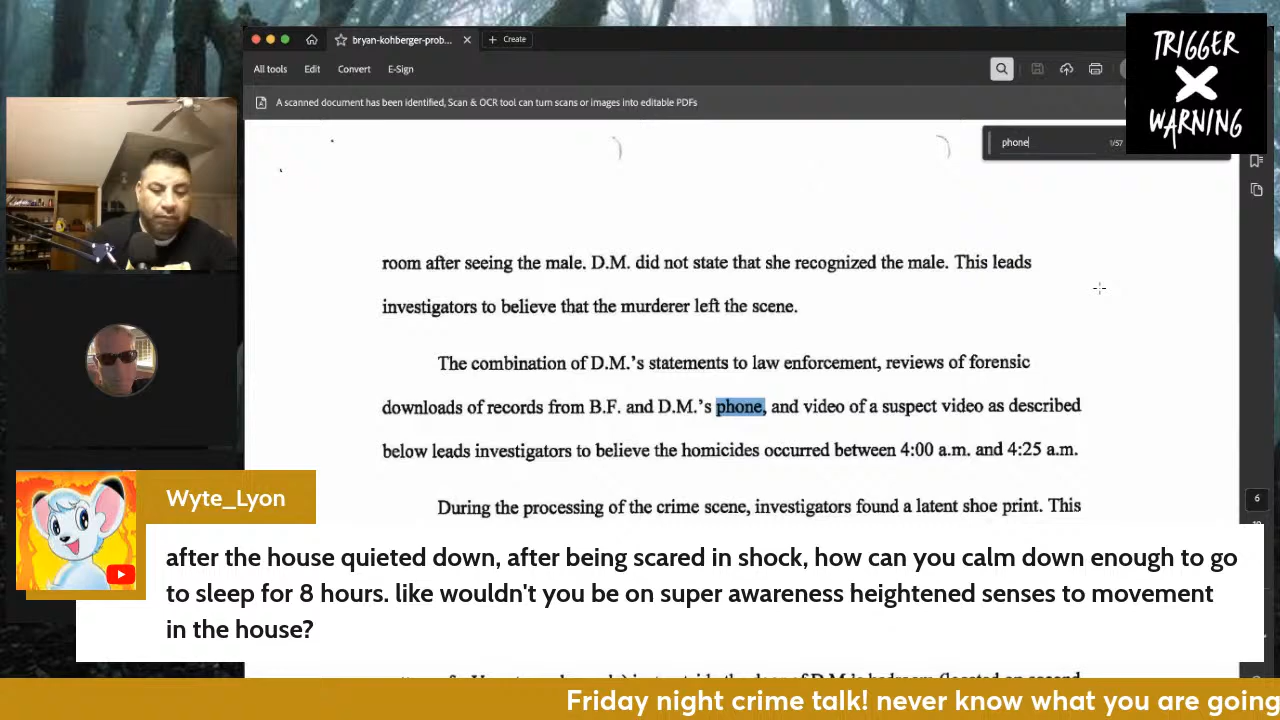 bryan-kohberger-prob...
Create
All tools
Edit
Convert
E-Sign
A scanned document has been identified, Scan & OCR tool can turn scans or images into editable PDFs
TRIGGER
WARNING
phone
1/57
room after seeing the male. D.M. did not state that she recognized the male. This leads
investigators to believe that the murderer left the scene.
The combination of D.M.'s statements to law enforcement, reviews of forensic
downloads of records from B.F. and D.M.'s phone, and video of a suspect video as described
below leads investigators to believe the homicides occurred between 4:00 a.m. and 4:25 a.m.
During the processing of the crime scene, investigators found a latent shoe print. This
6
Wyte_Lyon
after the house quieted down, after being scared in shock, how can you calm down enough to go
to sleep for 8 hours. like wouldn't you be on super awareness heightened senses to movement
in the house?
Friday night crime talk! never know what you are going